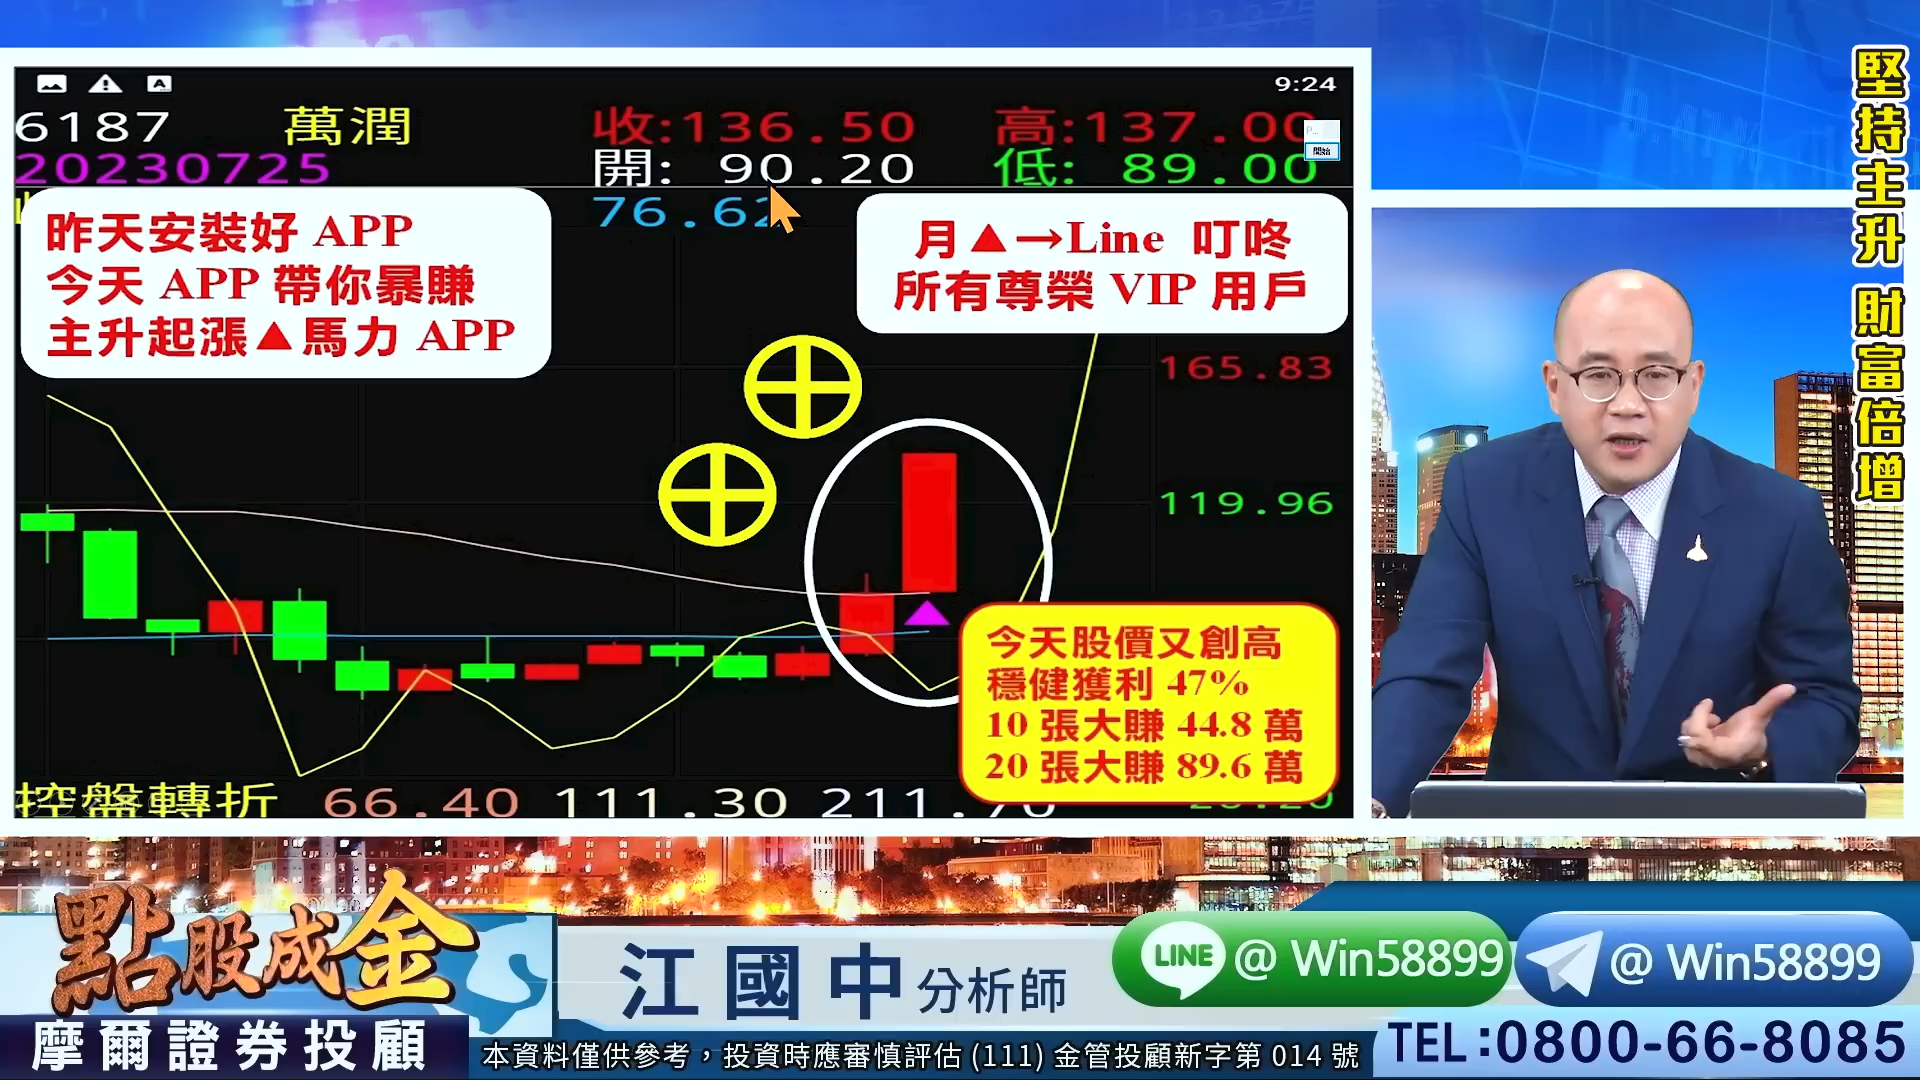 9:24
6187 萬潤 收:136.50 高:137.00
20230725 開: 90.20 低: 89.00
76.62
開始
昨天安裝好 APP
今天 APP 帶你暴賺
主升起漲▲馬力 APP
月▲→Line 叮咚
所有尊榮 VIP 用戶
165.83
119.96
今天股價又創高
穩健獲利 47%
10 張大賺 44.8 萬
20 張大賺 89.6 萬
控盤轉折 66.40 111.30 211.70
堅持主升 財富倍增
點股成金
摩爾證券投顧
江國中 分析師
LINE @ Win58899
@ Win58899
本資料僅供參考，投資時應審慎評估 (111) 金管投顧新字第 014 號
TEL:0800-66-8085